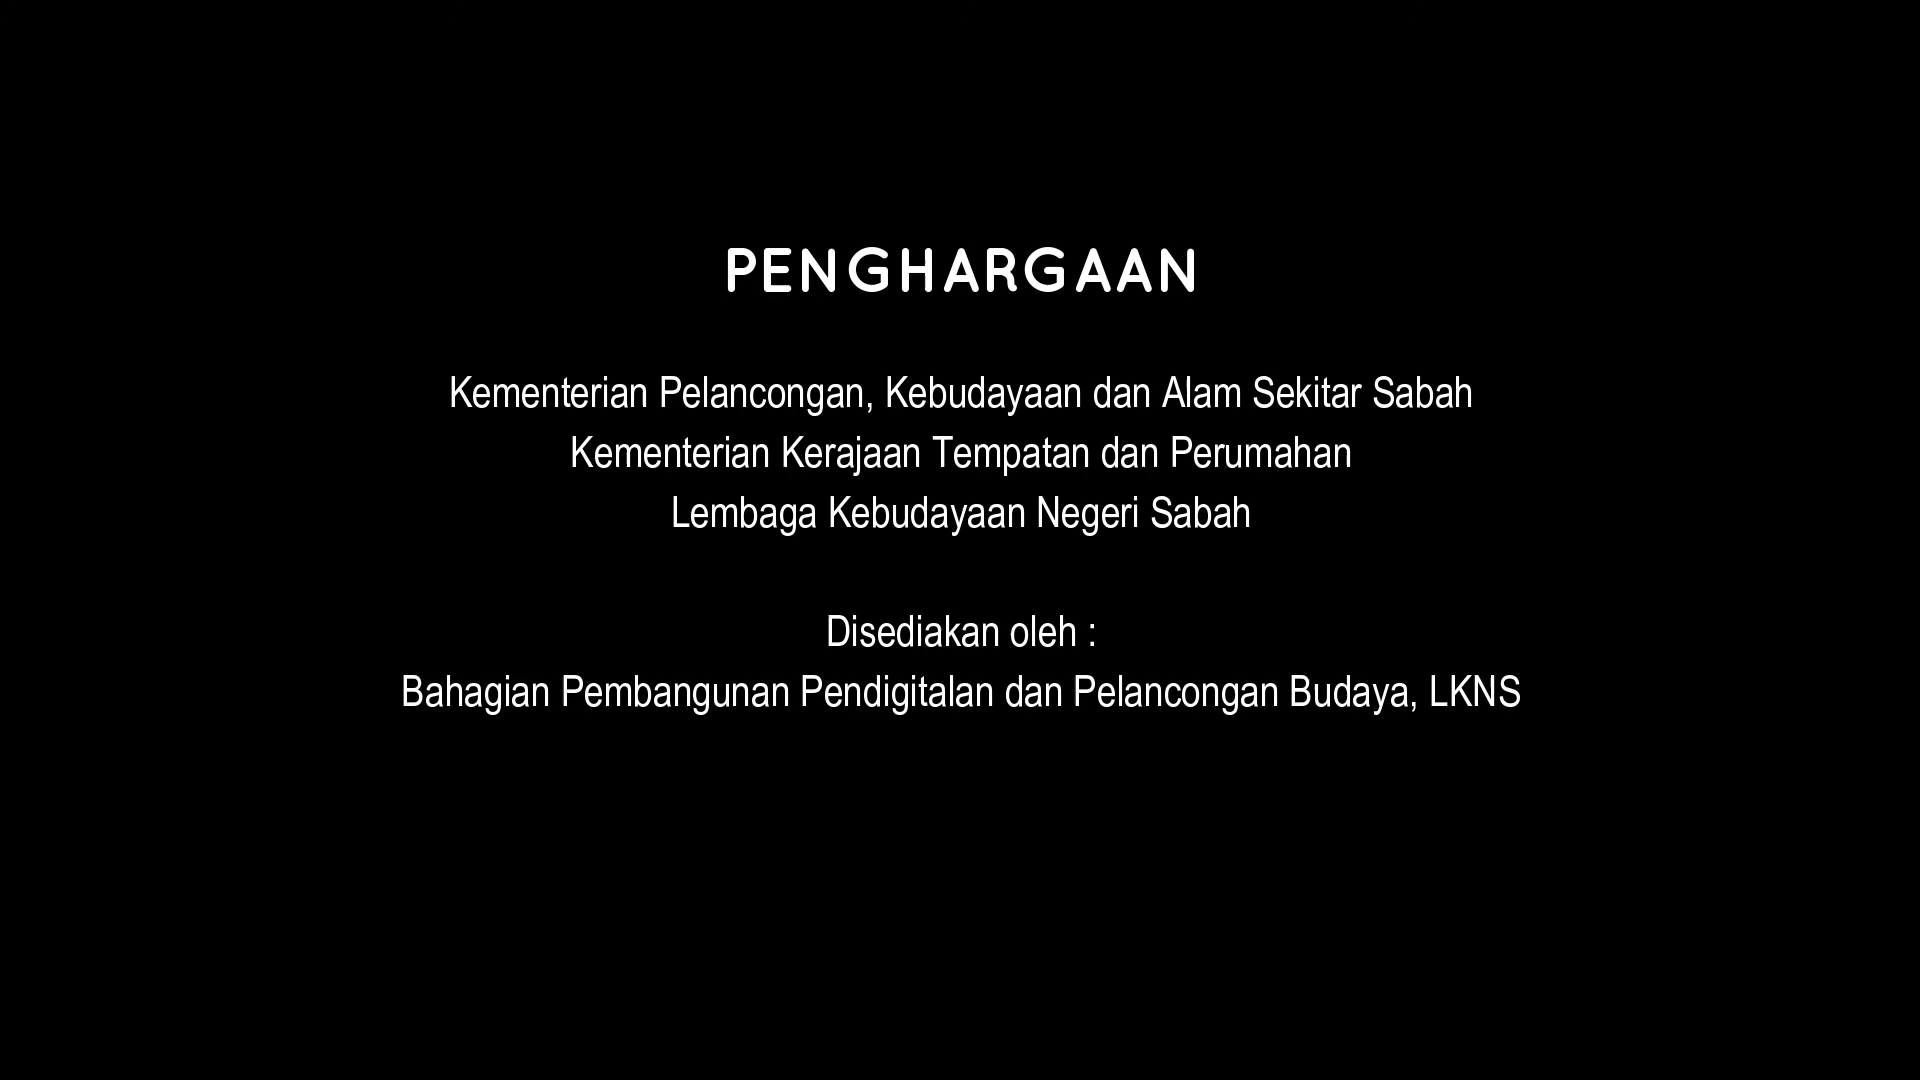 PENGHARGAAN
Kementerian Pelancongan, Kebudayaan dan Alam Sekitar Sabah
Kementerian Kerajaan Tempatan dan Perumahan
Lembaga Kebudayaan Negeri Sabah
Disediakan oleh :
Bahagian Pembangunan Pendigitalan dan Pelancongan Budaya, LKNS